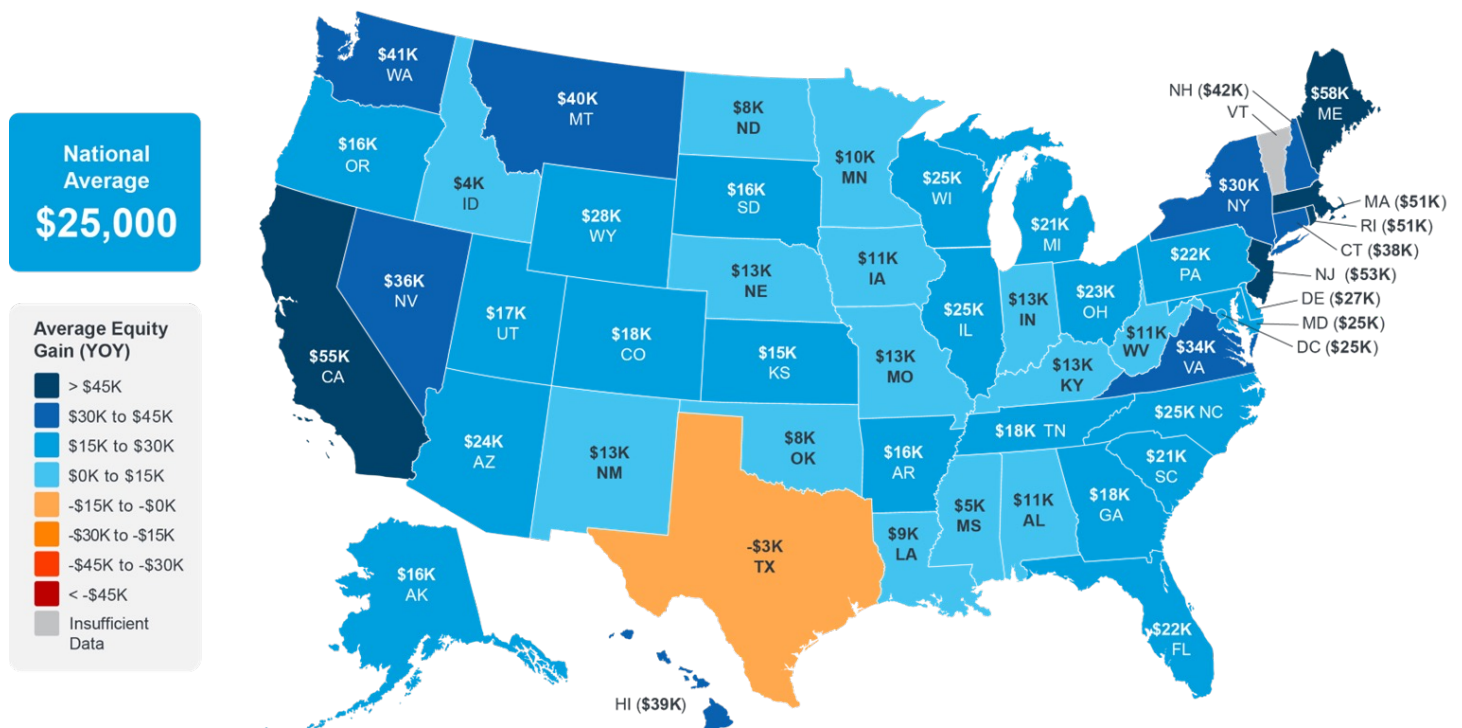 National
Average
$25,000
Average Equity
Gain (YOY)
> $45K
$30K to $45K
$15K to $30K
$0K to $15K
-$15K to -$0K
-$30K to -$15K
-$45K to -$30K
< -$45K
Insufficient
Data
$41K
WA
$16K
OR
$4K
ID
$40K
MT
$8K
ND
$10K
MN
$16K
SD
$28K
WY
$25K
WI
$21K
MI
$36K
NV
$55K
CA
$17K
UT
$18K
CO
$13K
NE
$11K
IA
$15K
KS
$13K
MO
$25K
IL
$13K
IN
$23K
OH
$22K
PA
$30K
NY
NH ($42K)
VT
$58K
ME
MA ($51K)
RI ($51K)
CT ($38K)
NJ ($53K)
DE ($27K)
MD ($25K)
DC ($25K)
$11K
WV
$34K
VA
$13K
KY
$25K NC
$18K TN
$21K
SC
$24K
AZ
$13K
NM
$8K
OK
$16K
AR
$5K
MS
$11K
AL
$18K
GA
$9K
LA
-$3K
TX
$22K
FL
$16K
AK
HI ($39K)